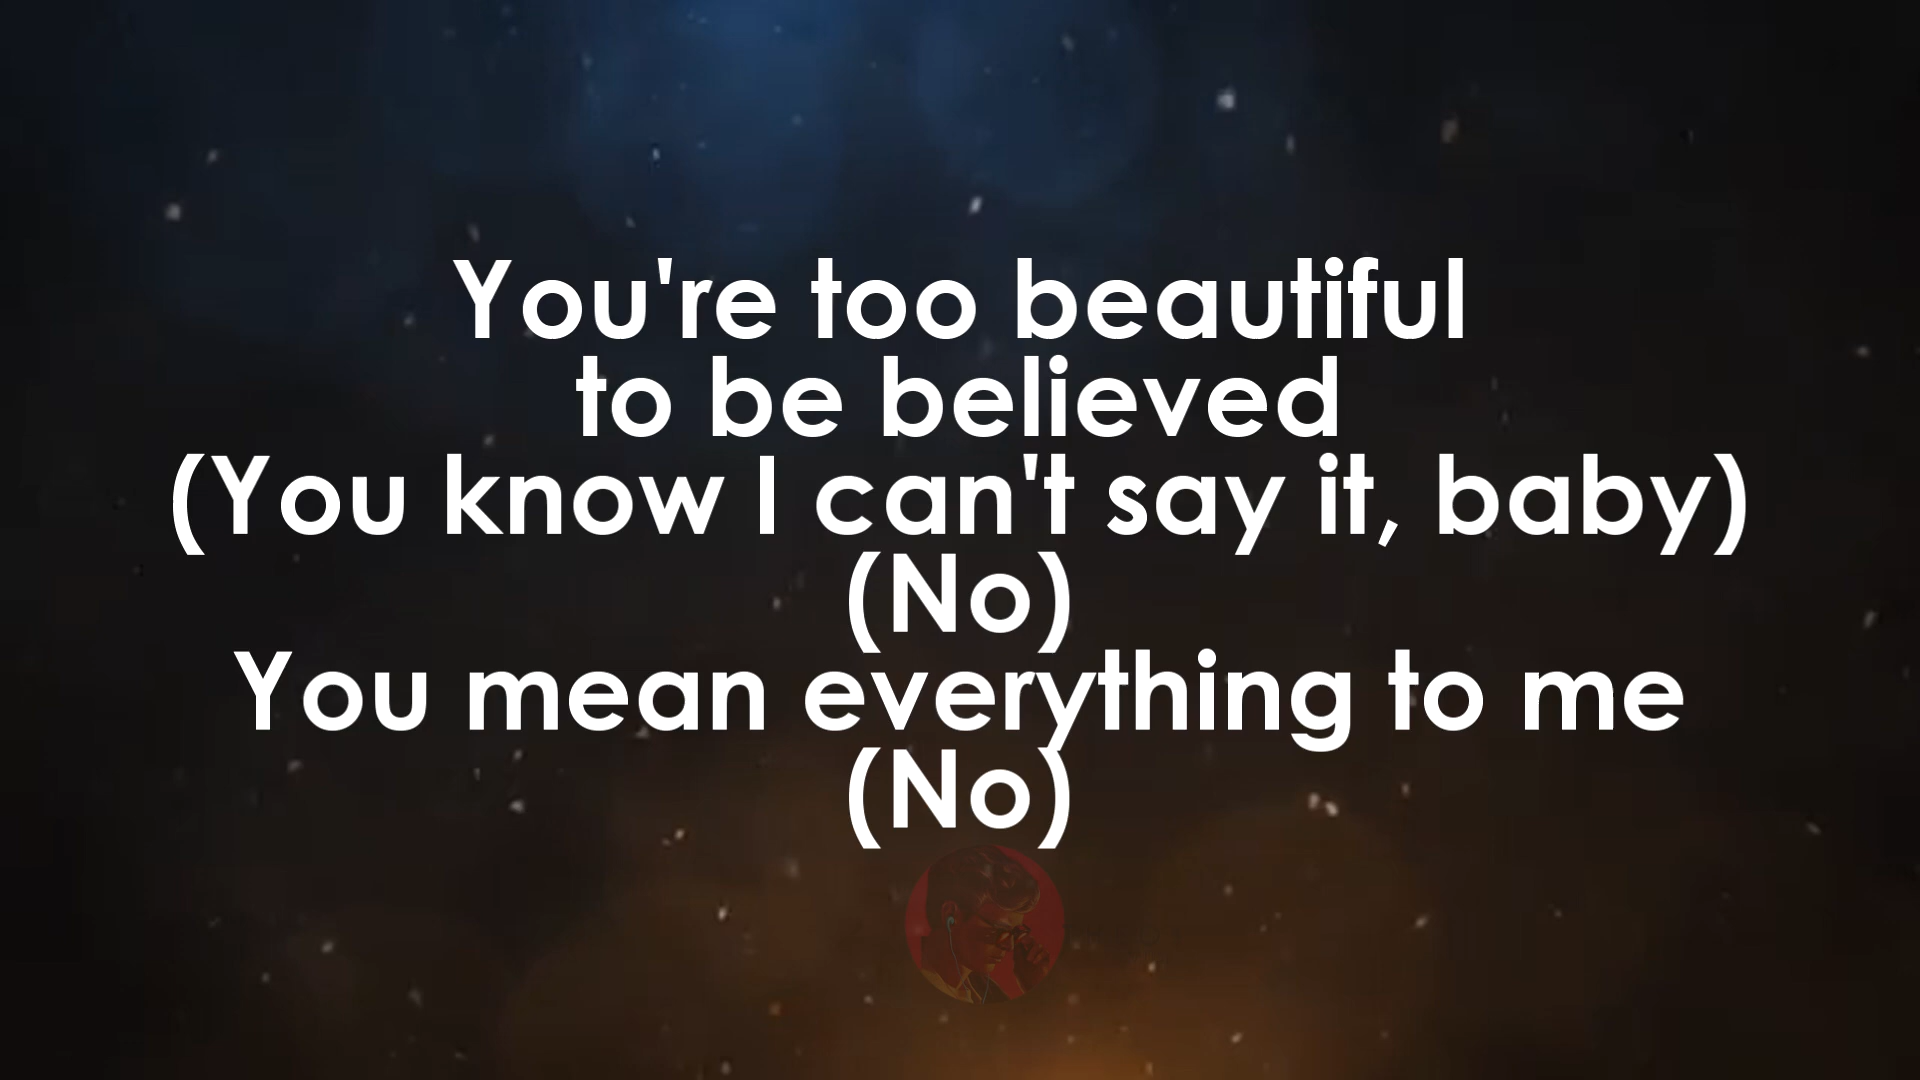 You're too beautiful
to be believed
(You know I can't say it, baby)
(No)
You mean everything to me
(No)